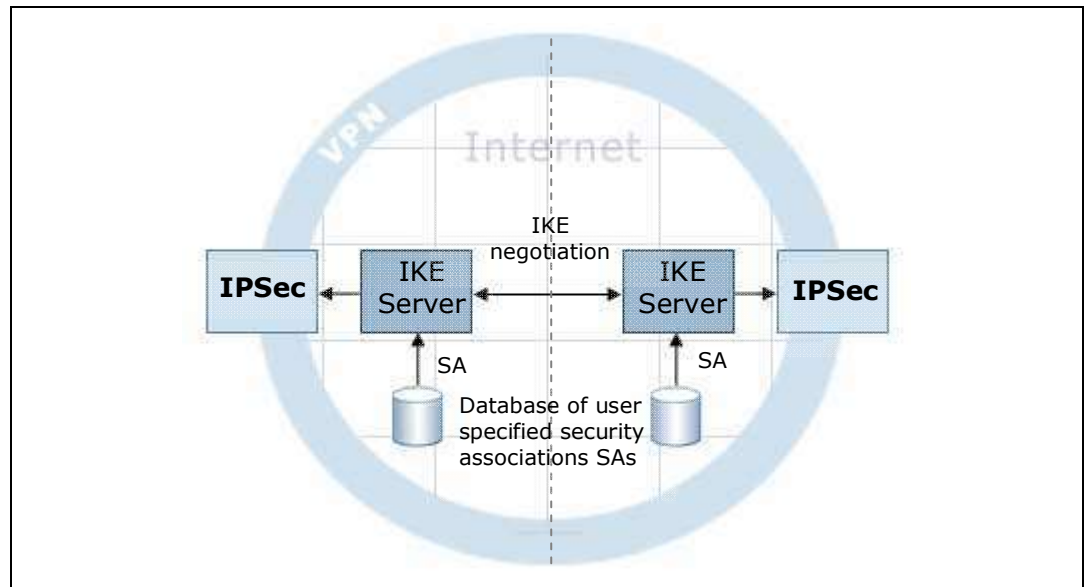 VPN
Internet
IKE
negotiation
IPSec
IKE
Server
IKE
Server
IPSec
SA
SA
Database of user
specified security
associations SAs